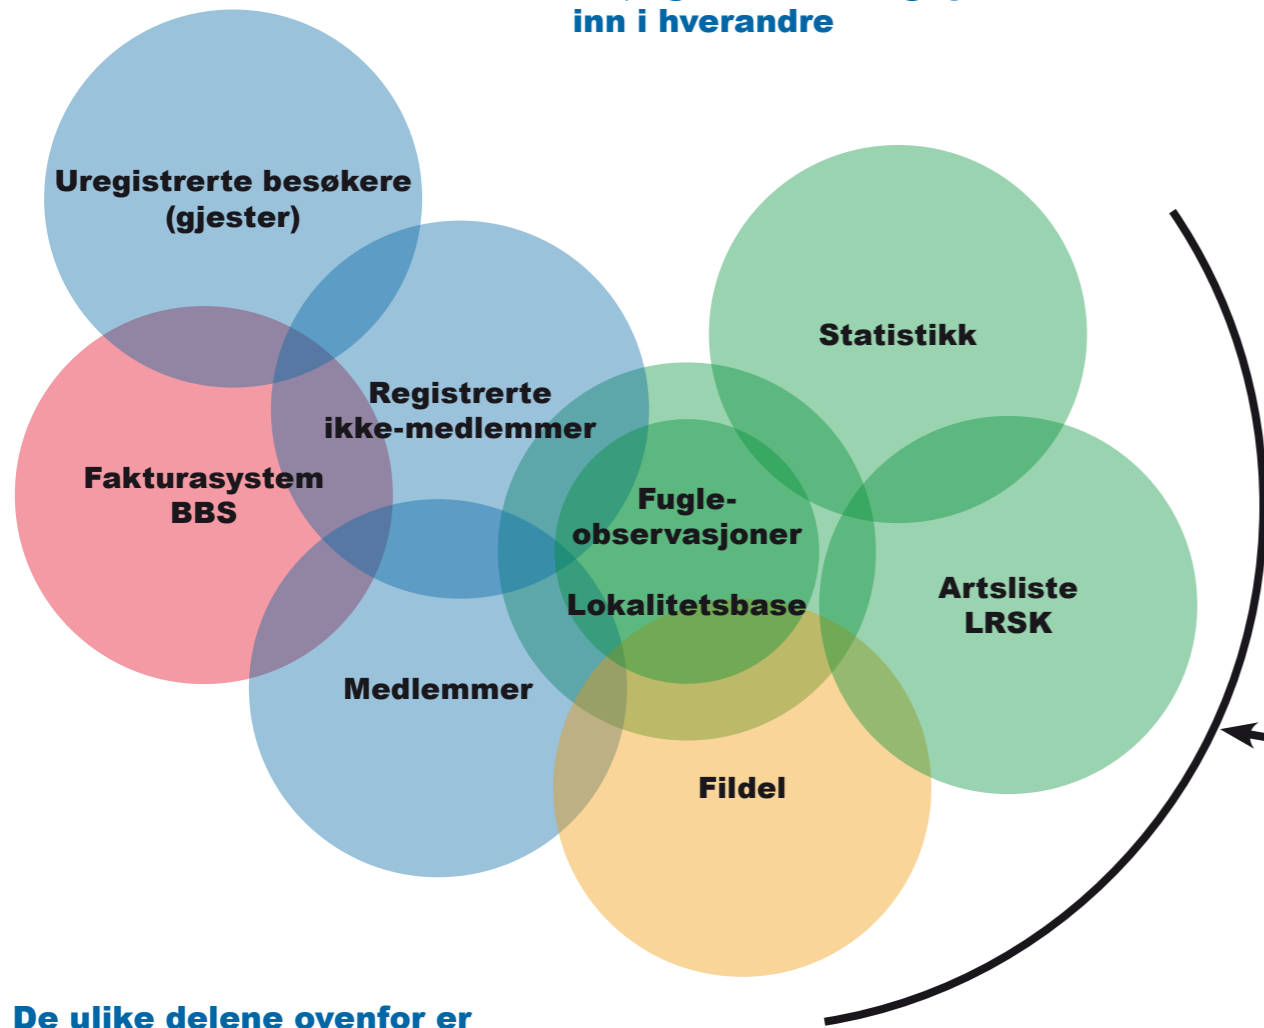 inn i hverandre
Uregistrerte besøkere
(gjester)
Statistikk
Registrerte
ikke-medlemmer
Fakturasystem
BBS
Fugle-
observasjoner
Lokalitetsbase
Artsliste
LRSK
Medlemmer
Fildel
De ulike delene ovenfor er